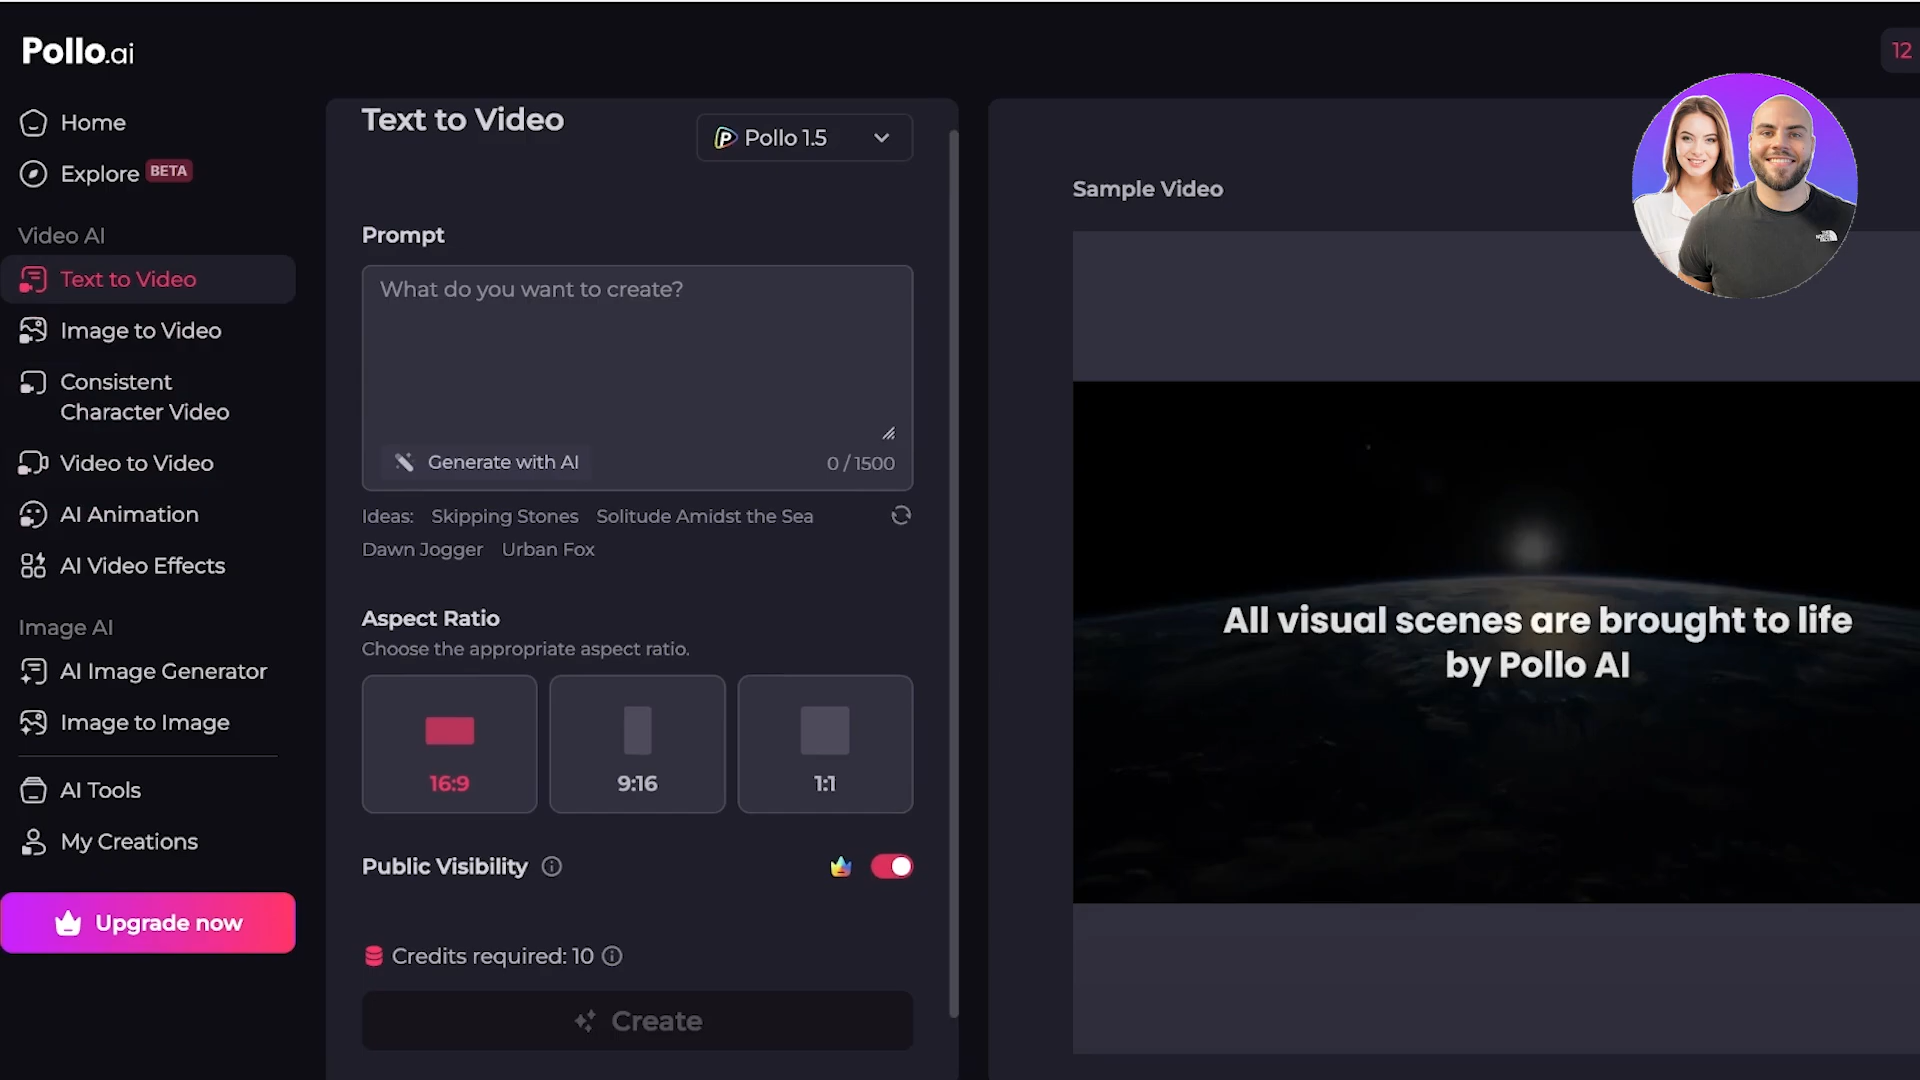 Pollo.ai
12
Home
Explore BETA
Video AI
Text to Video
Image to Video
Consistent
Character Video
Video to Video
AI Animation
AI Video Effects
Image AI
AI Image Generator
Image to Image
AI Tools
My Creations
Upgrade now
Text to Video
Pollo 1.5
Prompt
What do you want to create?
Generate with AI
0 / 1500
Ideas: Skipping Stones Solitude Amidst the Sea
Dawn Jogger Urban Fox
Aspect Ratio
Choose the appropriate aspect ratio.
16:9
9:16
1:1
Public Visibility
Credits required: 10
Create
Sample Video
All visual scenes are brought to life
by Pollo AI